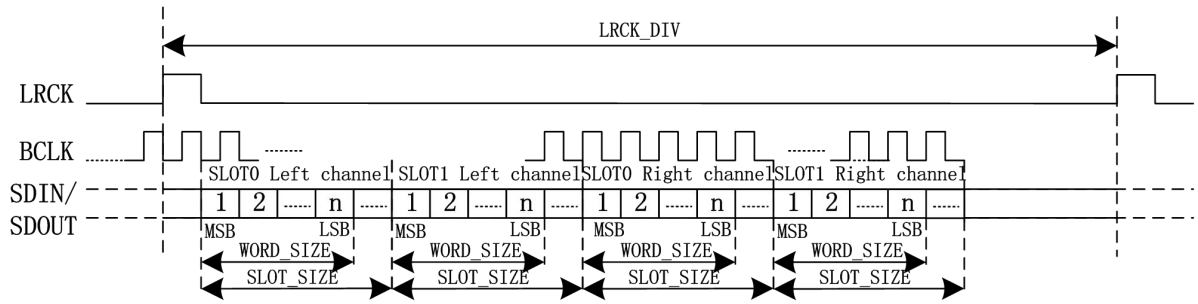 LRCK_DIV
LRCK
BCLK
SLOT0 Left channel SLOT1 Left channel SLOT0 Right channel SLOT1 Right channel
SDIN/
SDOUT
1 2 n 1 2 n 1 2 n 1 2 n
MSB LSB MSB LSB MSB LSB MSB LSB
WORD_SIZE WORD_SIZE WORD_SIZE WORD_SIZE
SLOT_SIZE SLOT_SIZE SLOT_SIZE SLOT_SIZE